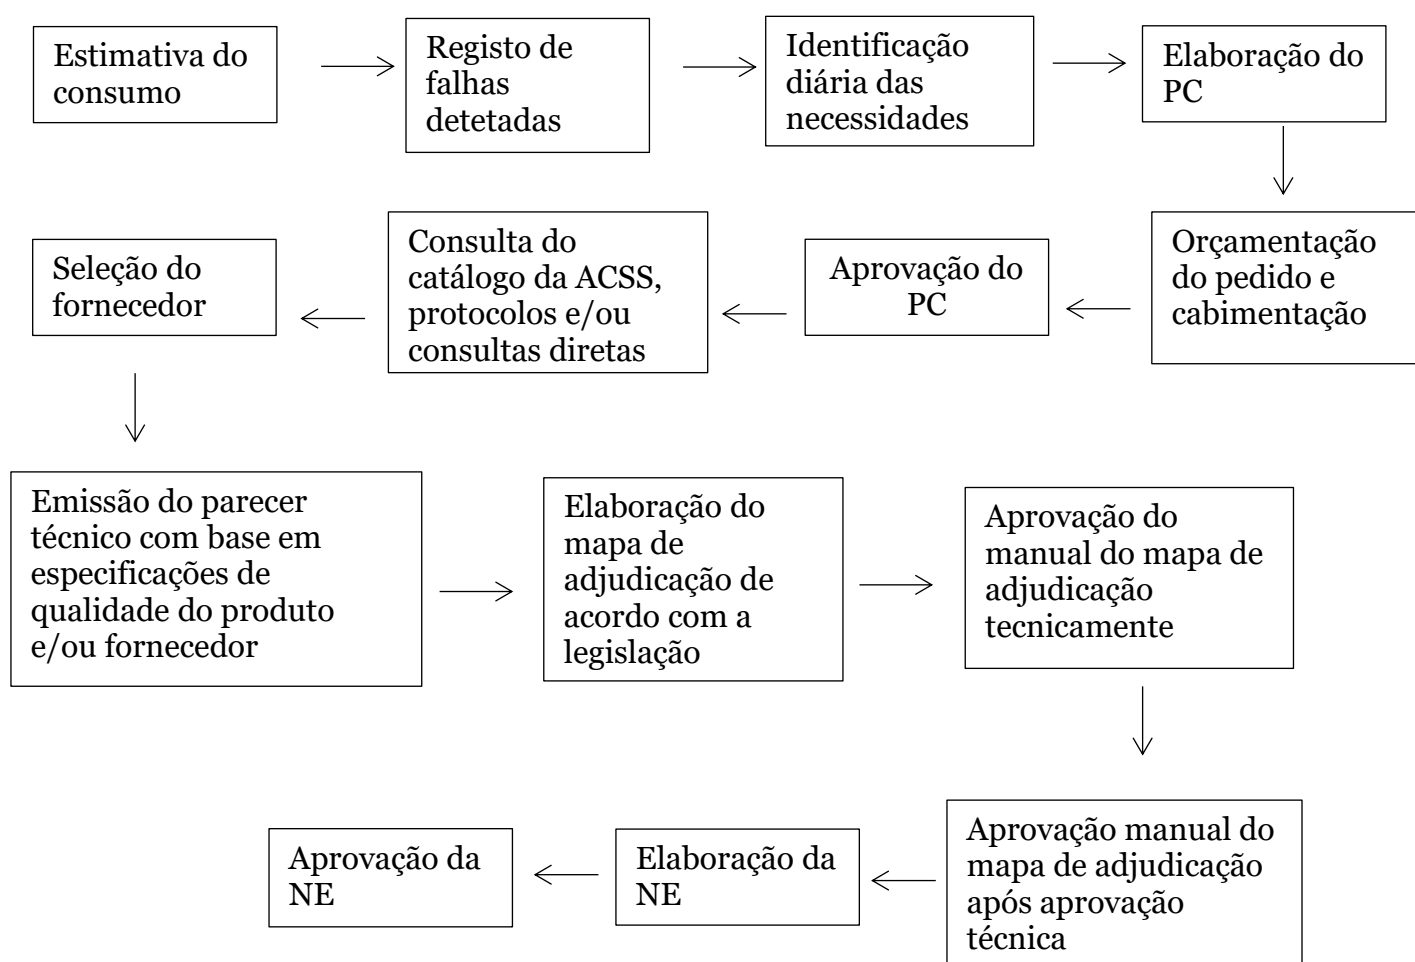 Estimativa do
consumo
Registo de
falhas
detetadas
Identificação
diária das
necessidades
Elaboração do
PC
Orçamentação
do pedido e
cabimentação
Aprovação do
PC
Consulta do
catálogo da ACSS,
protocolos e/ou
consultas diretas
Seleção do
fornecedor
Emissão do parecer
técnico com base em
especificações de
qualidade do produto
e/ou fornecedor
Elaboração do
mapa de
adjudicação de
acordo com a
legislação
Aprovação do
manual do mapa de
adjudicação
tecnicamente
Aprovação manual do
mapa de adjudicação
após aprovação
técnica
Elaboração da
NE
Aprovação da
NE